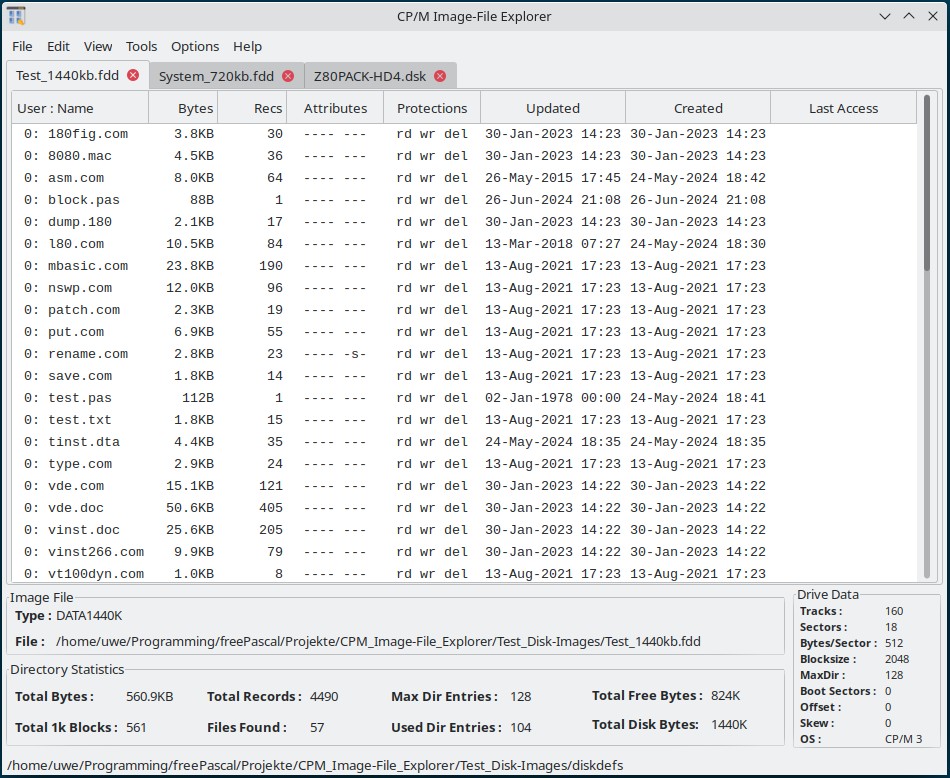 CP/M Image-File Explorer
File Edit View Tools Options Help
Test_1440kb.fdd System_720kb.fdd Z80PACK-HD4.dsk
User : Name Bytes Recs Attributes Protections Updated Created Last Access
0: 180fig.com 3.8KB 30 ---- --- rd wr del 30-Jan-2023 14:23 30-Jan-2023 14:23
0: 8080.mac 4.5KB 36 ---- --- rd wr del 30-Jan-2023 14:23 30-Jan-2023 14:23
0: asm.com 8.0KB 64 ---- --- rd wr del 26-May-2015 17:45 24-May-2024 18:42
0: block.pas 88B 1 ---- --- rd wr del 26-Jun-2024 21:08 26-Jun-2024 21:08
0: dump.180 2.1KB 17 ---- --- rd wr del 30-Jan-2023 14:23 30-Jan-2023 14:23
0: l80.com 10.5KB 84 ---- --- rd wr del 13-Mar-2018 07:27 24-May-2024 18:30
0: mbasic.com 23.8KB 190 ---- --- rd wr del 13-Aug-2021 17:23 13-Aug-2021 17:23
0: nswp.com 12.0KB 96 ---- --- rd wr del 13-Aug-2021 17:23 13-Aug-2021 17:23
0: patch.com 2.3KB 19 ---- --- rd wr del 13-Aug-2021 17:23 13-Aug-2021 17:23
0: put.com 6.9KB 55 ---- --- rd wr del 13-Aug-2021 17:23 13-Aug-2021 17:23
0: rename.com 2.8KB 23 ---- -s- rd wr del 13-Aug-2021 17:23 13-Aug-2021 17:23
0: save.com 1.8KB 14 ---- --- rd wr del 13-Aug-2021 17:23 13-Aug-2021 17:23
0: test.pas 112B 1 ---- --- rd wr del 02-Jan-1978 00:00 24-May-2024 18:41
0: test.txt 1.8KB 15 ---- --- rd wr del 13-Aug-2021 17:23 13-Aug-2021 17:23
0: tinst.dta 4.4KB 35 ---- --- rd wr del 24-May-2024 18:35 24-May-2024 18:35
0: type.com 2.9KB 24 ---- --- rd wr del 13-Aug-2021 17:23 13-Aug-2021 17:23
0: vde.com 15.1KB 121 ---- --- rd wr del 30-Jan-2023 14:22 30-Jan-2023 14:22
0: vde.doc 50.6KB 405 ---- --- rd wr del 30-Jan-2023 14:22 30-Jan-2023 14:22
0: vinst.doc 25.6KB 205 ---- --- rd wr del 30-Jan-2023 14:22 30-Jan-2023 14:22
0: vinst266.com 9.9KB 79 ---- --- rd wr del 30-Jan-2023 14:22 30-Jan-2023 14:22
0: vt100dyn.com 1.0KB 8 ---- --- rd wr del 13-Aug-2021 17:23 13-Aug-2021 17:23
Image File
Type : DATA1440K
File : /home/uwe/Programming/freePascal/Projekte/CPM_Image-File_Explorer/Test_Disk-Images/Test_1440kb.fdd
Directory Statistics
Total Bytes : 560.9KB Total Records : 4490 Max Dir Entries : 128 Total Free Bytes : 824K
Total 1k Blocks : 561 Files Found : 57 Used Dir Entries : 104 Total Disk Bytes: 1440K
Drive Data
Tracks : 160
Sectors : 18
Bytes/Sector : 512
Blocksize : 2048
MaxDir : 128
Boot Sectors : 0
Offset : 0
Skew : 0
OS : CP/M 3
/home/uwe/Programming/freePascal/Projekte/CPM_Image-File_Explorer/Test_Disk-Images/diskdefs